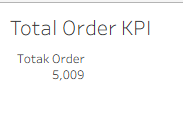 Total Order KPI
Totak Order
5,009